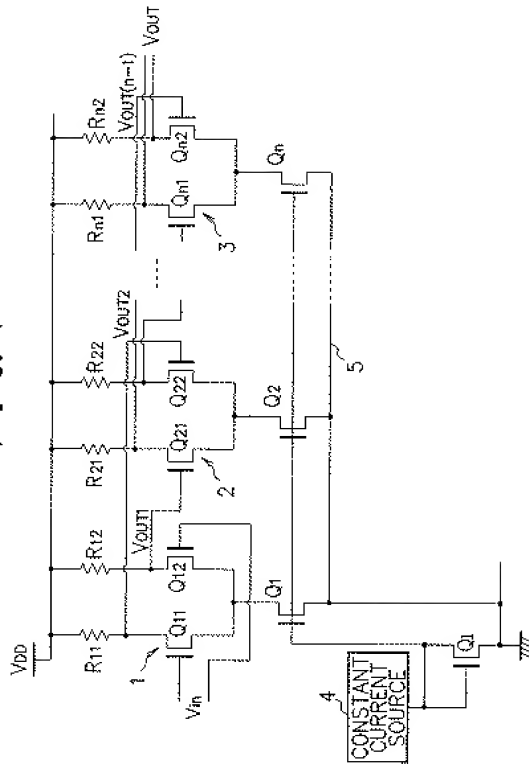 VDD
R11
R12
R21
R22
Rn1
Rn2
VOUT1
VOUT2
VOUT(n-1)
VOUT
Vin
Q11
Q12
Q21
Q22
Qn1
Qn2
1
2
3
Q1
Q2
Qn
4
CONSTANT
CURRENT
SOURCE
Q1
5